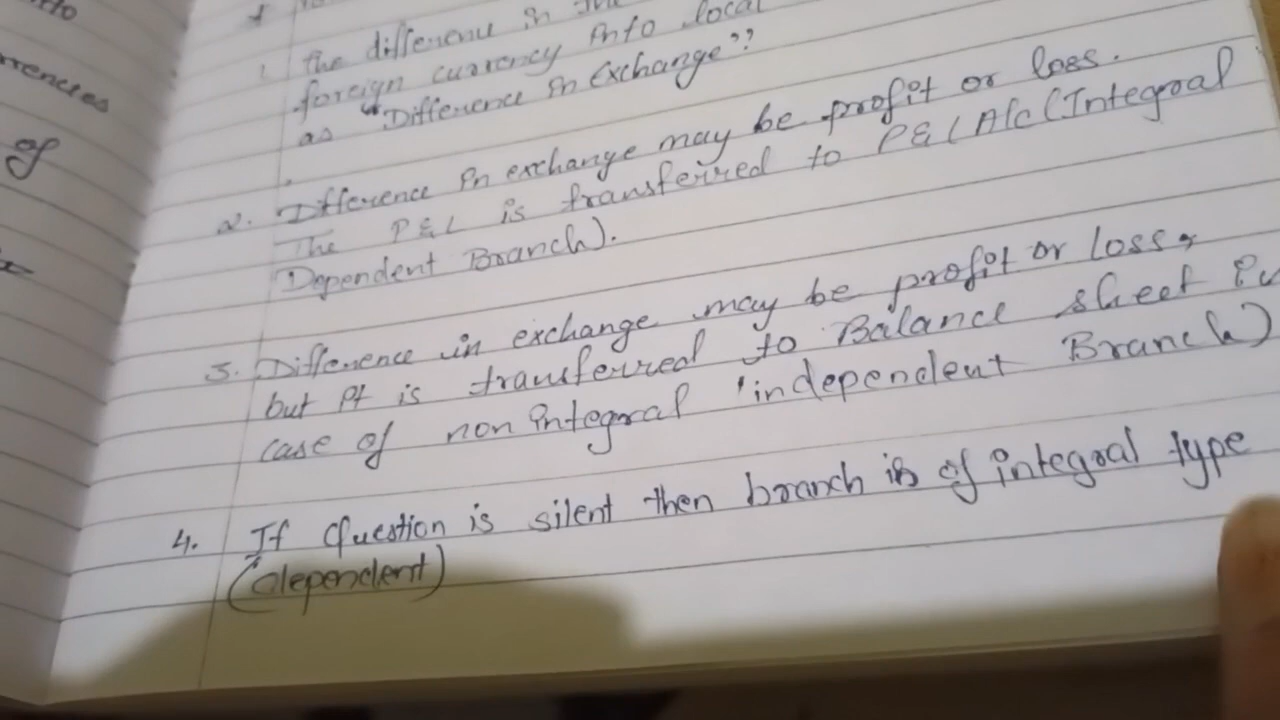 rrencies
of
The difference in
foreign currency into local
as "Difference in Exchange"
2. Difference in exchange may be profit or loss.
The P&L is transferred to P&L A/c (Integral
Dependent Branch).
3. Difference in exchange may be profit or loss,
but it is transferred to Balance sheet in
case of non integral independent Branch)
4. If Question is silent then branch is of integral type
(dependent)